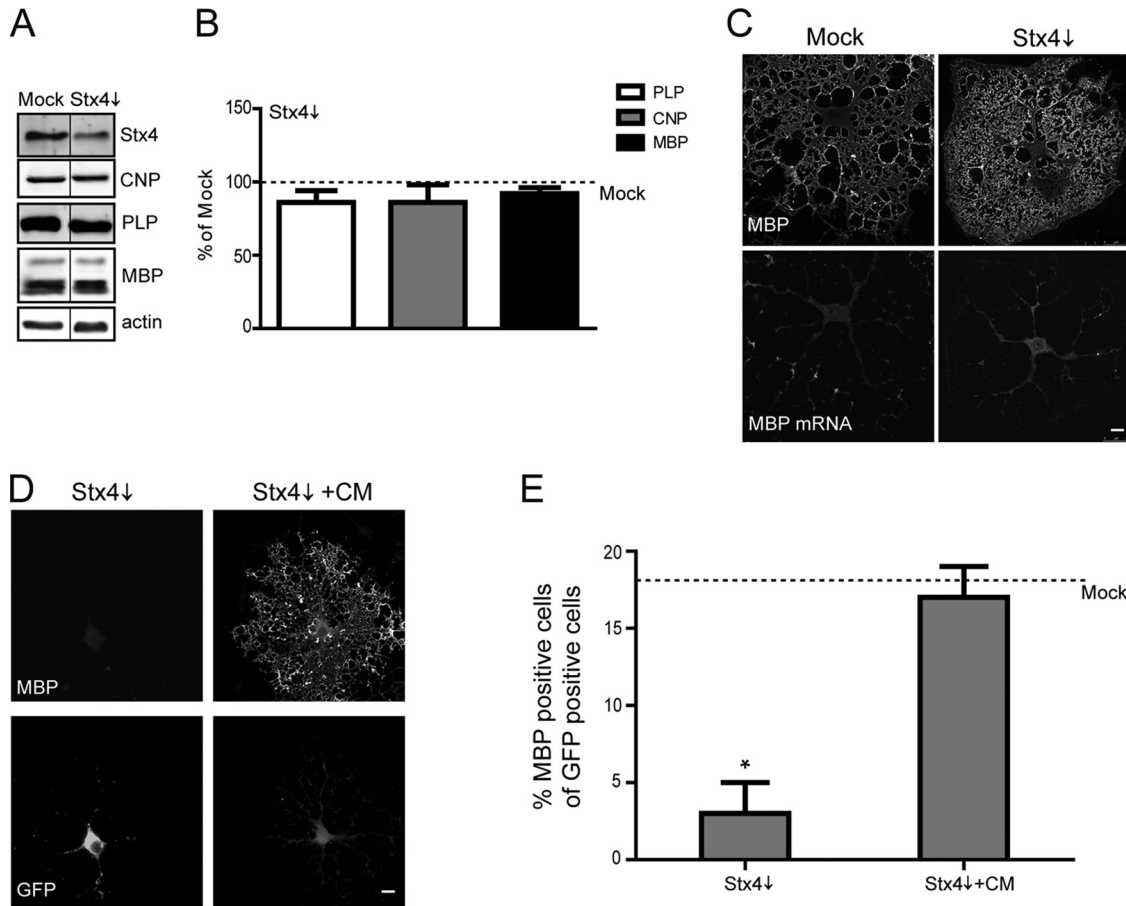 A
Mock Stx4↓
Stx4
CNP
PLP
MBP
actin
B
Stx4↓
150
100
50
0
% of Mock
Mock
PLP
CNP
MBP
C
Mock Stx4↓
MBP
MBP mRNA
D
Stx4↓ Stx4↓ +CM
MBP
GFP
E
% MBP positive cells
of GFP positive cells
20
15
10
5
0
*
Mock
Stx4↓ Stx4↓+CM